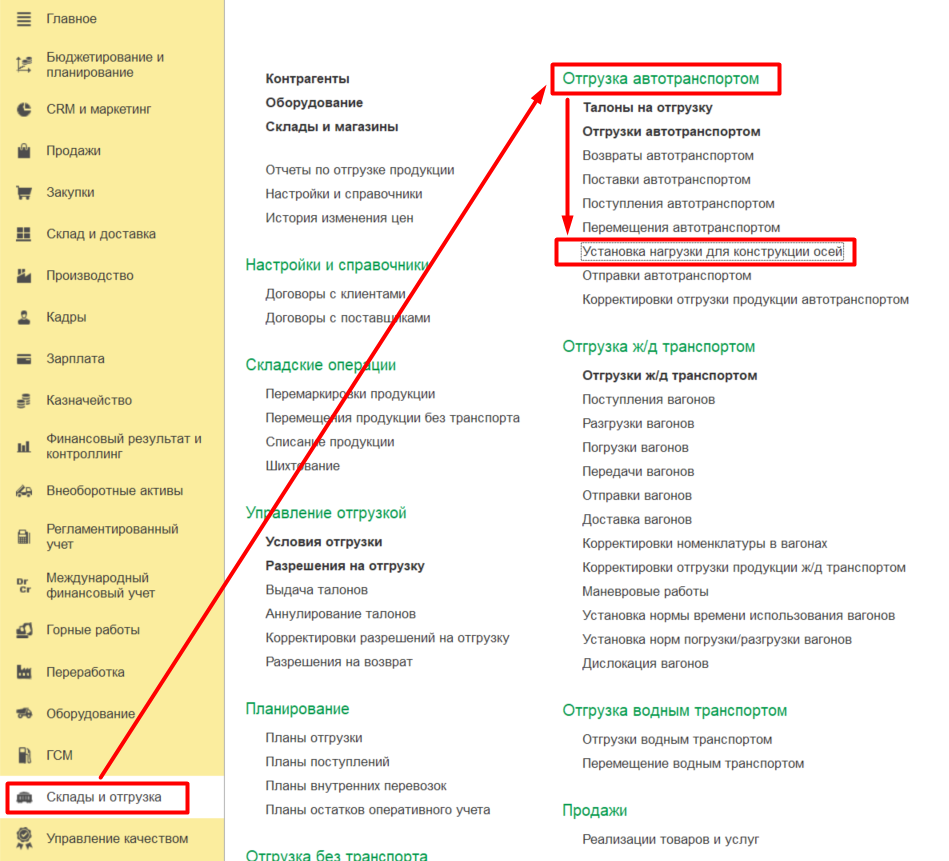 Главное
Бюджетирование и
планирование
CRM и маркетинг
Продажи
Закупки
Склад и доставка
Производство
Кадры
Зарплата
Казначейство
Финансовый результат и
контроллинг
Внеоборотные активы
Регламентированный
учет
Международный
финансовый учет
Горные работы
Переработка
Оборудование
ГСМ
Склады и отгрузка
Управление качеством
Контрагенты
Оборудование
Склады и магазины
Отчеты по отгрузке продукции
Настройки и справочники
История изменения цен
Настройки и справочники
Договоры с клиентами
Договоры с поставщиками
Складские операции
Перемаркировки продукции
Перемещения продукции без транспорта
Списание продукции
Шихтование
Управление отгрузкой
Условия отгрузки
Разрешения на отгрузку
Выдача талонов
Аннулирование талонов
Корректировки разрешений на отгрузку
Разрешения на возврат
Планирование
Планы отгрузки
Планы поступлений
Планы внутренних перевозок
Планы остатков оперативного учета
Отгрузка без транспорта
Отгрузка автотранспортом
Талоны на отгрузку
Отгрузки автотранспортом
Возвраты автотранспортом
Поставки автотранспортом
Поступления автотранспортом
Перемещения автотранспортом
Установка нагрузки для конструкции осей
Отправки автотранспортом
Корректировки отгрузки продукции автотранспортом
Отгрузка ж/д транспортом
Отгрузки ж/д транспортом
Поступления вагонов
Разгрузки вагонов
Погрузки вагонов
Передачи вагонов
Отправки вагонов
Доставка вагонов
Корректировки номенклатуры в вагонах
Корректировки отгрузки продукции ж/д транспортом
Маневровые работы
Установка нормы времени использования вагонов
Установка норм погрузки/разгрузки вагонов
Дислокация вагонов
Отгрузка водным транспортом
Отгрузки водным транспортом
Перемещение водным транспортом
Продажи
Реализации товаров и услуг